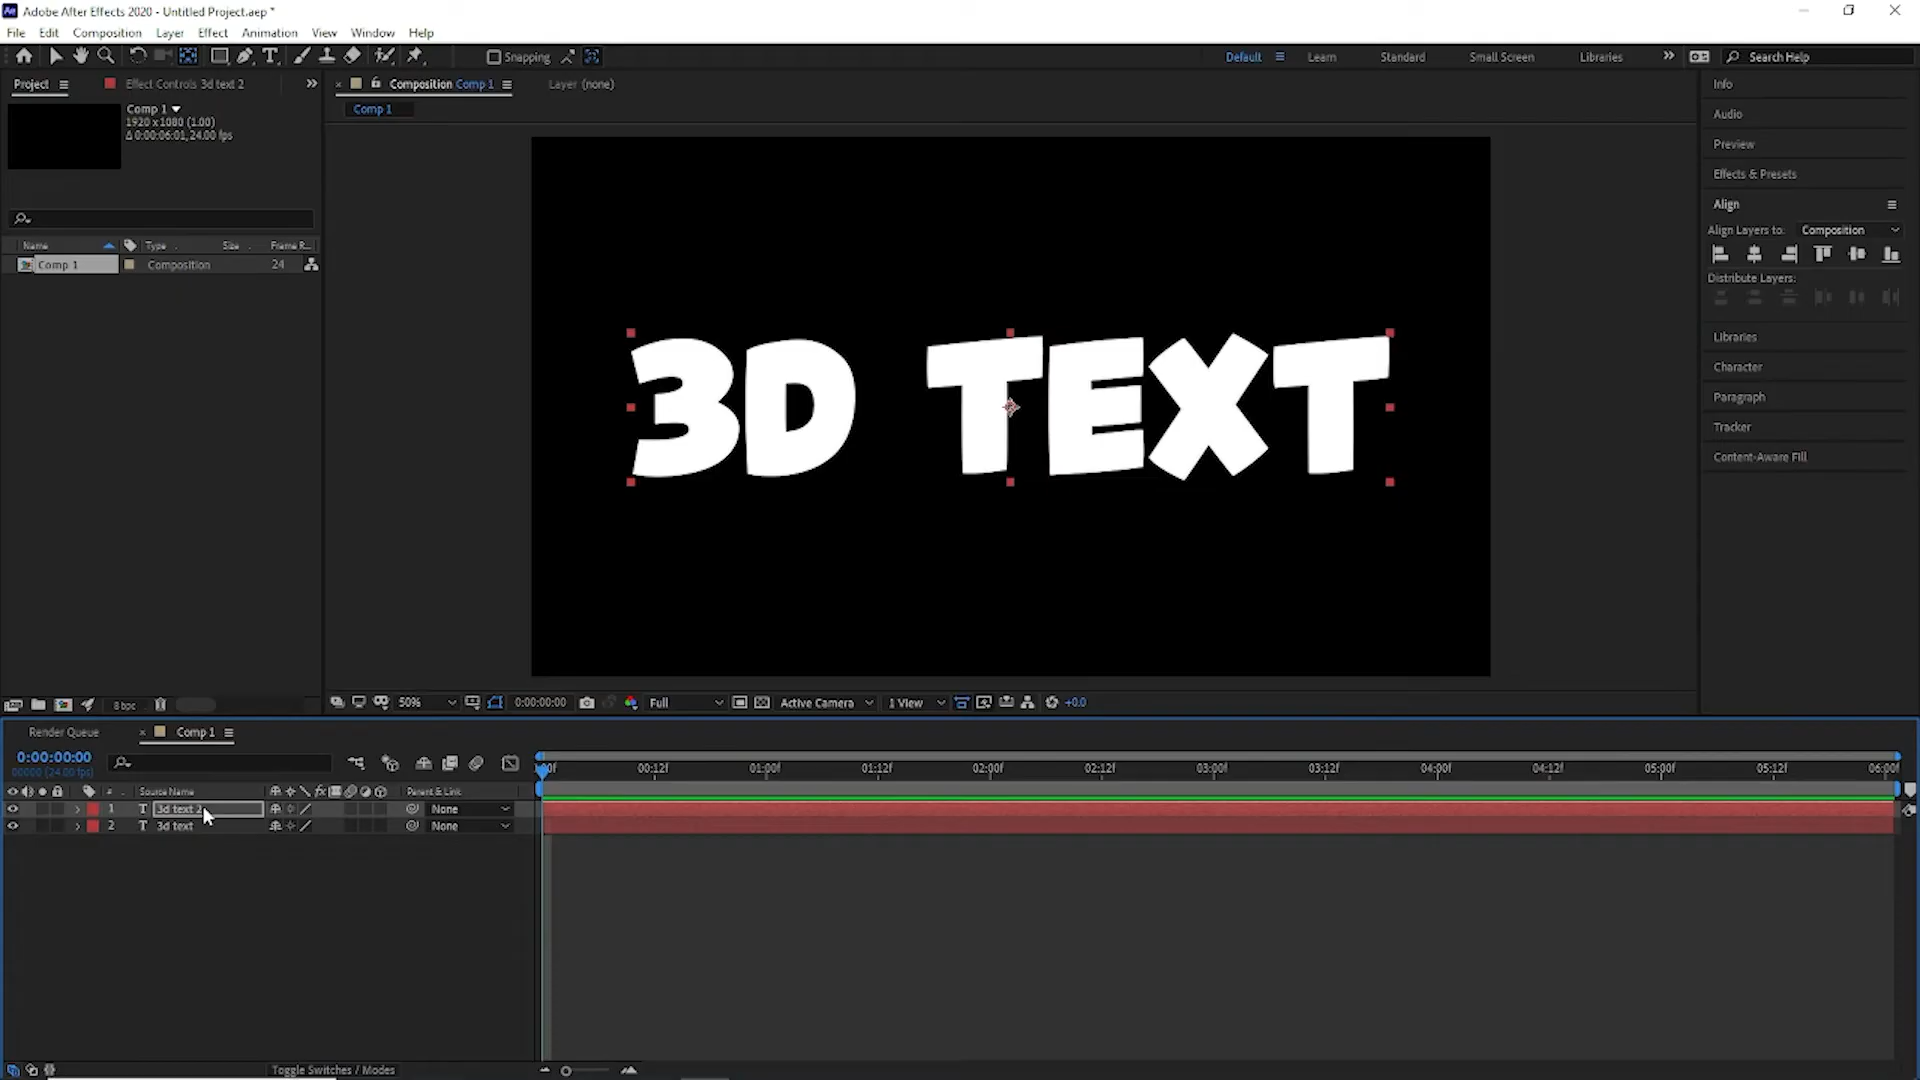 Adobe After Effects 2020 - Untitled Project.aep *
File Edit Composition Layer Effect Animation View Window Help
Snapping
Default Learn Standard Small Screen Libraries Search Help
Project Effect Controls 3d text 2
Composition Comp 1 Layer (none)
Comp 1
1920 x 1080 (1.00)
Δ 0:00:06:01, 24.00 fps
Comp 1
Name Type Size Frame R...
Comp 1 Composition 24
8 bpc
3D TEXT
50% 0:00:00:00 Full Active Camera 1 View +0.0
Info
Audio
Preview
Effects & Presets
Align
Align Layers to: Composition
Distribute Layers:
Libraries
Character
Paragraph
Tracker
Content-Aware Fill
Render Queue Comp 1
0:00:00:00
00000 (24.00 fps)
00:12f 01:00f 01:12f 02:00f 02:12f 03:00f 03:12f 04:00f 04:12f 05:00f 05:12f 06:00f
# Source Name Parent & Link
1 T 3d text 2 None
2 T 3d text None
Toggle Switches / Modes